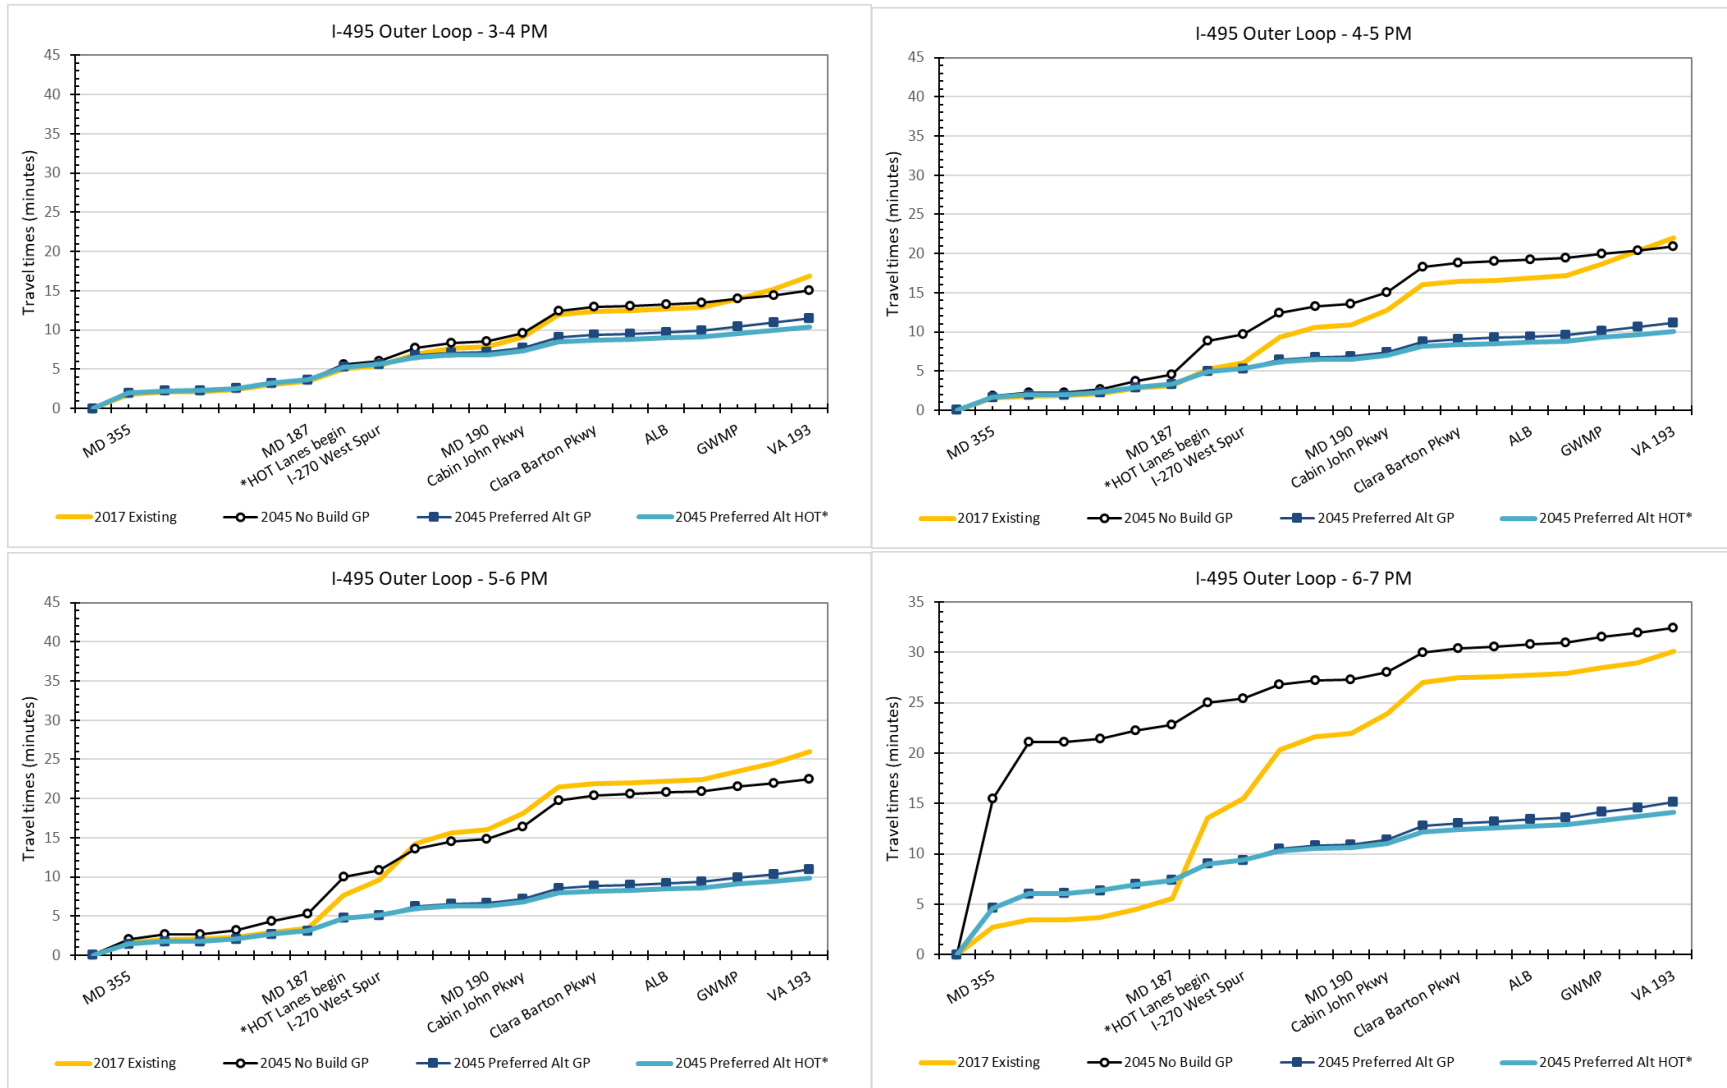 I-495 Outer Loop - 3-4 PM
Travel times (minutes)
45
40
35
30
25
20
15
10
5
0
MD 355
MD 187
*HOT Lanes begin
I-270 West Spur
MD 190
Cabin John Pkwy
Clara Barton Pkwy
ALB
GWMP
VA 193
2017 Existing
2045 No Build GP
2045 Preferred Alt GP
2045 Preferred Alt HOT*
I-495 Outer Loop - 4-5 PM
Travel times (minutes)
45
40
35
30
25
20
15
10
5
0
MD 355
MD 187
*HOT Lanes begin
I-270 West Spur
MD 190
Cabin John Pkwy
Clara Barton Pkwy
ALB
GWMP
VA 193
2017 Existing
2045 No Build GP
2045 Preferred Alt GP
2045 Preferred Alt HOT*
I-495 Outer Loop - 5-6 PM
Travel times (minutes)
45
40
35
30
25
20
15
10
5
0
MD 355
MD 187
*HOT Lanes begin
I-270 West Spur
MD 190
Cabin John Pkwy
Clara Barton Pkwy
ALB
GWMP
VA 193
2017 Existing
2045 No Build GP
2045 Preferred Alt GP
2045 Preferred Alt HOT*
I-495 Outer Loop - 6-7 PM
Travel times (minutes)
35
30
25
20
15
10
5
0
MD 355
MD 187
*HOT Lanes begin
I-270 West Spur
MD 190
Cabin John Pkwy
Clara Barton Pkwy
ALB
GWMP
VA 193
2017 Existing
2045 No Build GP
2045 Preferred Alt GP
2045 Preferred Alt HOT*